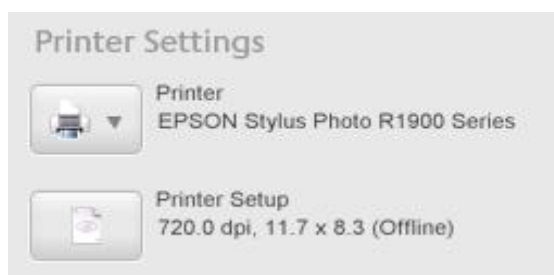 Printer Settings
Printer
EPSON Stylus Photo R1900 Series
Printer Setup
720.0 dpi, 11.7 x 8.3 (Offline)